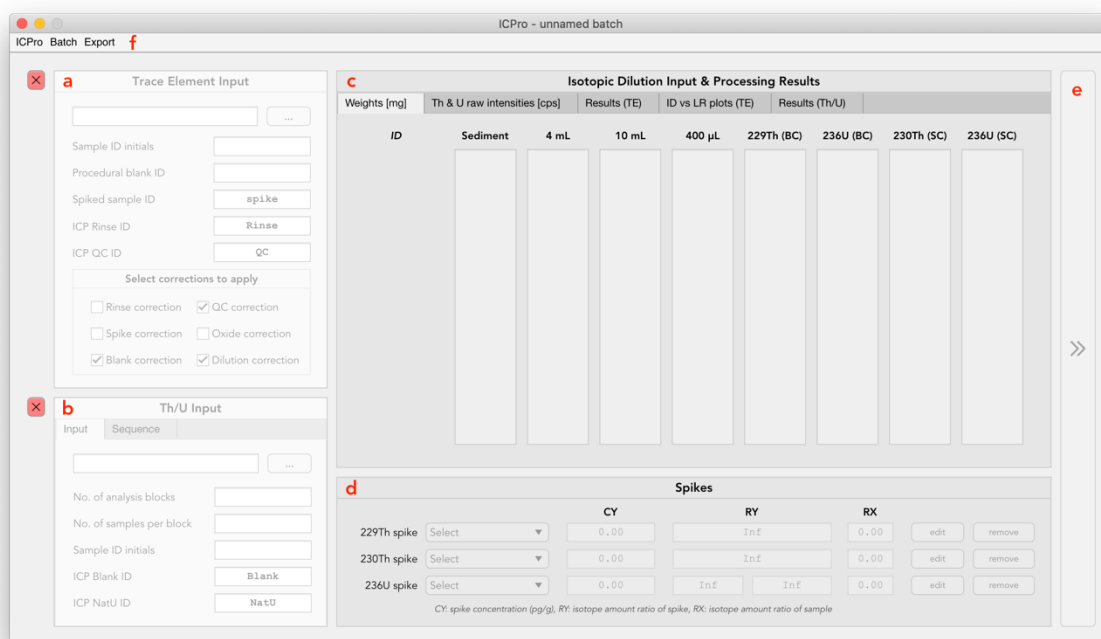 ICPro - unnamed batch
ICPro Batch Export f
a Trace Element Input
...
Sample ID initials
Procedural blank ID
Spiked sample ID spike
ICP Rinse ID Rinse
ICP QC ID QC
Select corrections to apply
Rinse correction QC correction
Spike correction Oxide correction
Blank correction Dilution correction
b Th/U Input
Input Sequence
...
No. of analysis blocks
No. of samples per block
Sample ID initials
ICP Blank ID Blank
ICP NatU ID NatU
c Isotopic Dilution Input & Processing Results
Weights [mg] Th & U raw intensities [cps] Results (TE) ID vs LR plots (TE) Results (Th/U)
ID Sediment 4 mL 10 mL 400 µL 229Th (BC) 236U (BC) 230Th (SC) 236U (SC)
d Spikes
CY RY RX
229Th spike Select 0.00 Inf 0.00 edit remove
230Th spike Select 0.00 Inf 0.00 edit remove
236U spike Select 0.00 Inf Inf 0.00 edit remove
CY: spike concentration (pg/g), RY: isotope amount ratio of spike, RX: isotope amount ratio of sample
e